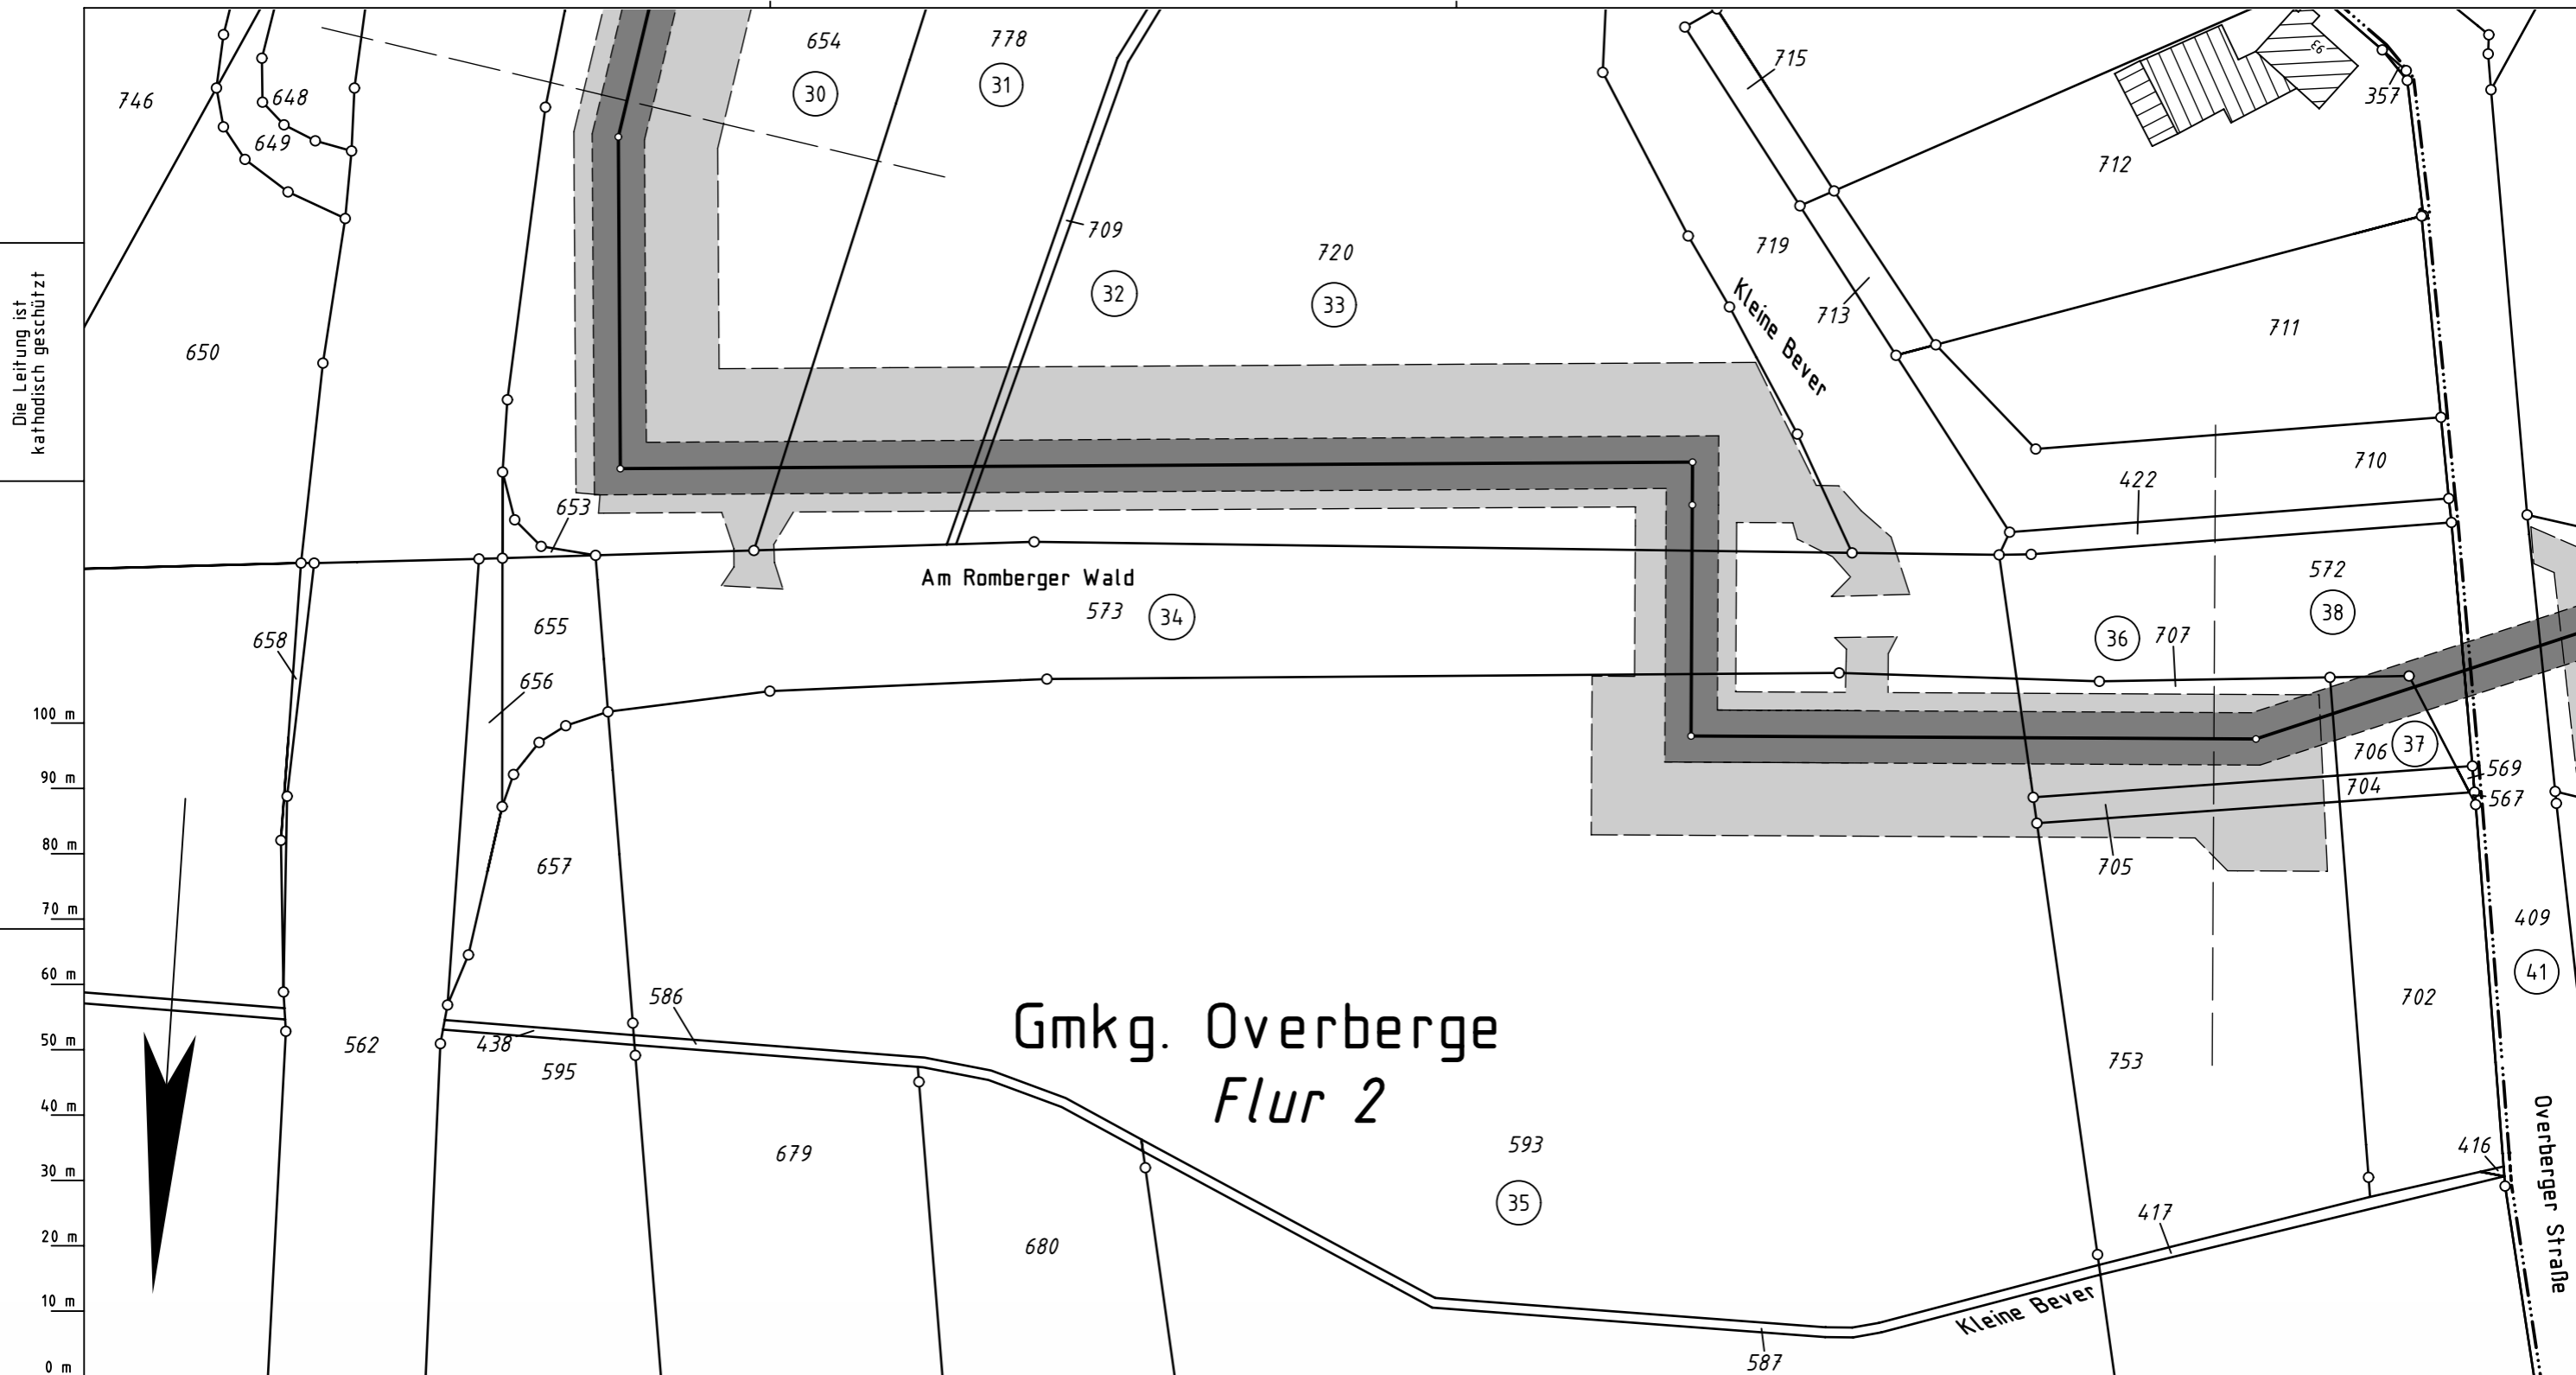 654
778
30
31
715
93
746
648
357
649
712
709
719
720
32
33
713
711
Kleine Bever
650
Die Leitung ist
kathodisch geschützt
653
422
710
Am Romberger Wald
573
34
572
38
36
707
658
655
656
100 m
706
37
569
704
567
90 m
80 m
657
705
70 m
409
60 m
41
586
702
50 m
562
438
595
Gmkg. Overberge
Flur 2
753
40 m
679
593
416
30 m
35
417
20 m
680
Overberger Straße
10 m
Kleine Bever
587
0 m